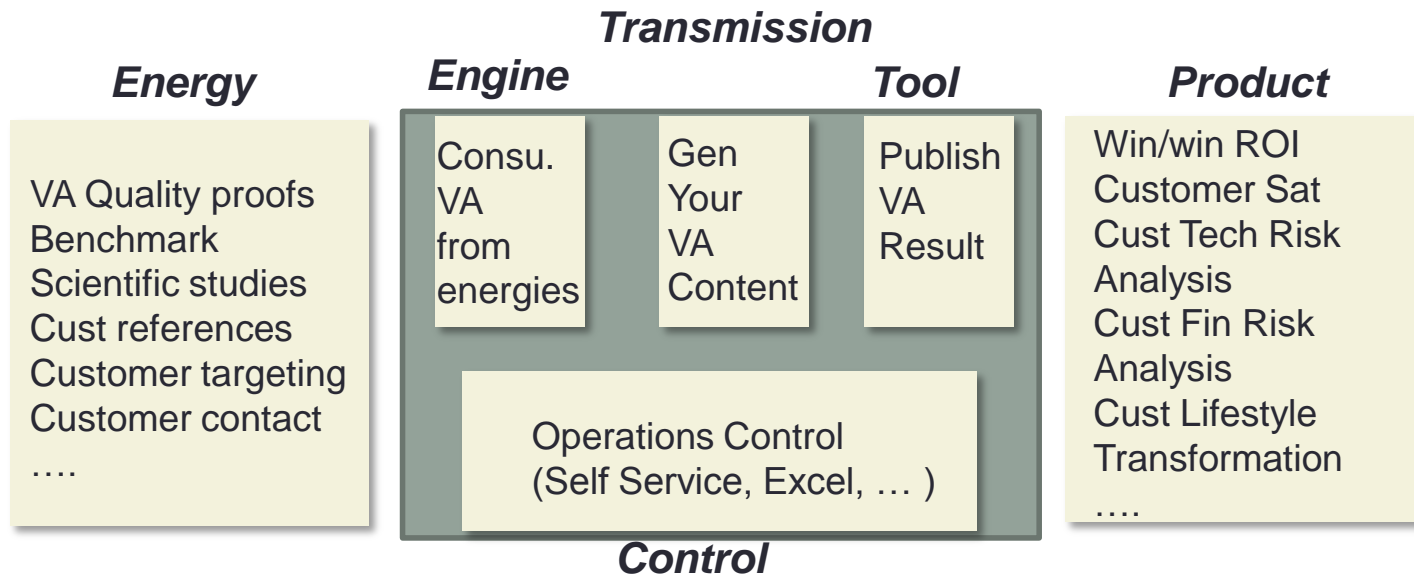 Transmission
Energy
Engine
Tool
Product
VA Quality proofs
Benchmark
Scientific studies
Cust references
Customer targeting
Customer contact
….
Consu.
VA
from
energies
Gen
Your
VA
Content
Publish
VA
Result
Operations Control
(Self Service, Excel, … )
Control
Win/win ROI
Customer Sat
Cust Tech Risk
Analysis
Cust Fin Risk
Analysis
Cust Lifestyle
Transformation
….